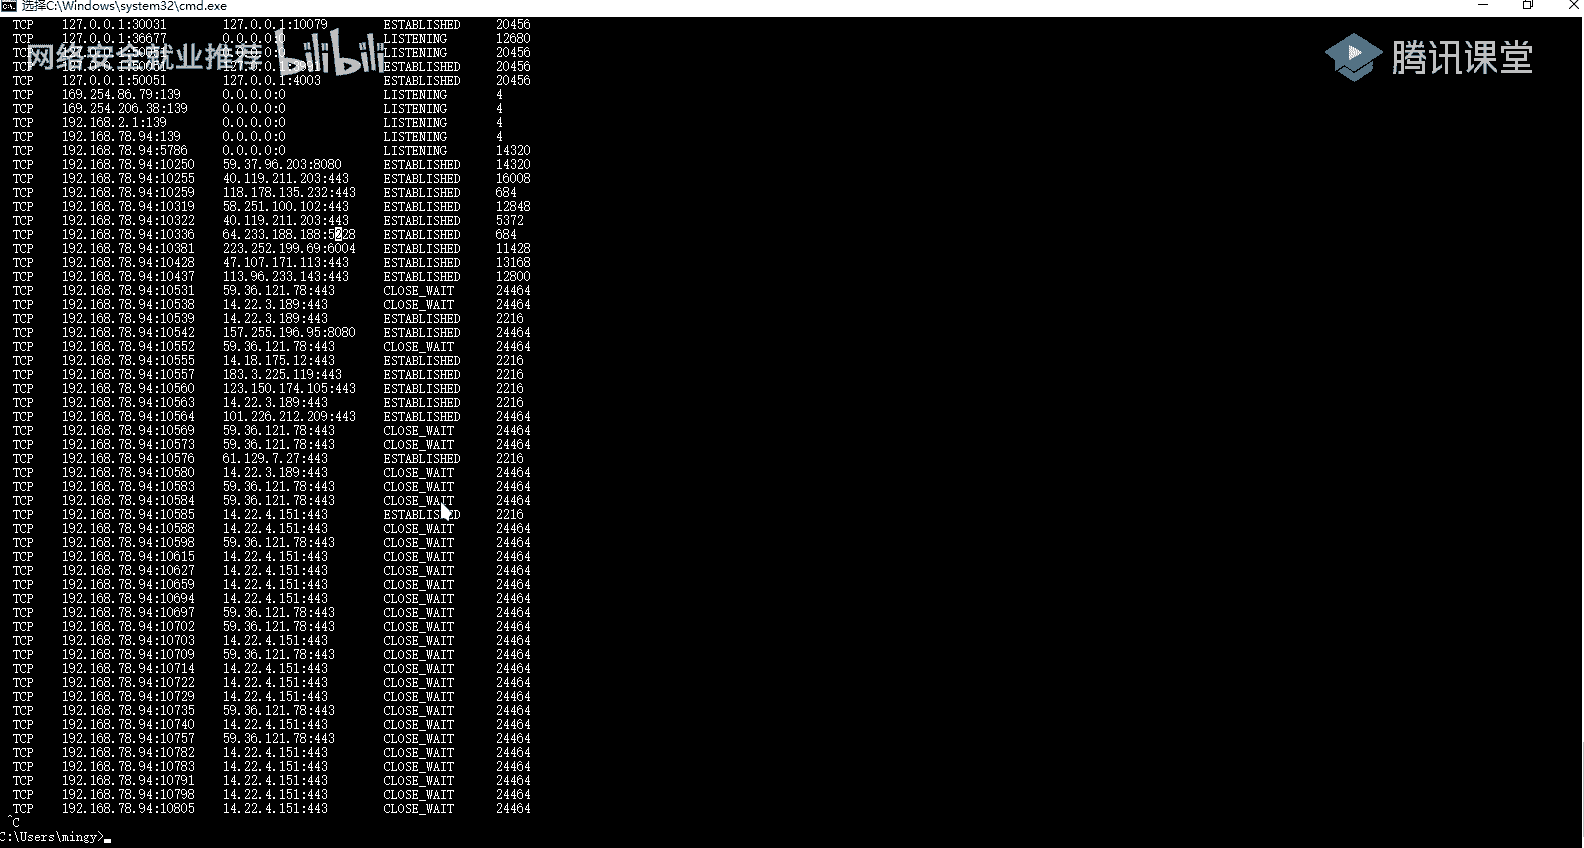 选择C:\Windows\system32\cmd.exe
TCP 127.0.0.1:30031 127.0.0.1:10079 ESTABLISHED 20456
TCP 127.0.0.1:36677 0.0.0.0:0 LISTENING 12680
网络安全就业推荐 bilibili
腾讯课堂
TCP LISTENING 20456
TCP ESTABLISHED 20456
TCP 127.0.0.1:50051 127.0.0.1:4003 ESTABLISHED 20456
TCP 169.254.86.79:139 0.0.0.0:0 LISTENING 4
TCP 169.254.206.38:139 0.0.0.0:0 LISTENING 4
TCP 192.168.2.1:139 0.0.0.0:0 LISTENING 4
TCP 192.168.78.94:139 0.0.0.0:0 LISTENING 4
TCP 192.168.78.94:5786 0.0.0.0:0 LISTENING 14320
TCP 192.168.78.94:10250 59.37.96.203:8080 ESTABLISHED 14320
TCP 192.168.78.94:10255 40.119.211.203:443 ESTABLISHED 16008
TCP 192.168.78.94:10259 118.178.135.232:443 ESTABLISHED 684
TCP 192.168.78.94:10319 58.251.100.102:443 ESTABLISHED 12848
TCP 192.168.78.94:10322 40.119.211.203:443 ESTABLISHED 5372
TCP 192.168.78.94:10336 64.233.188.188:5228 ESTABLISHED 684
TCP 192.168.78.94:10381 223.252.199.69:6004 ESTABLISHED 11428
TCP 192.168.78.94:10428 47.107.171.113:443 ESTABLISHED 13168
TCP 192.168.78.94:10437 113.96.233.143:443 ESTABLISHED 12800
TCP 192.168.78.94:10531 59.36.121.78:443 CLOSE_WAIT 24464
TCP 192.168.78.94:10538 14.22.3.189:443 CLOSE_WAIT 24464
TCP 192.168.78.94:10539 14.22.3.189:443 ESTABLISHED 2216
TCP 192.168.78.94:10542 157.255.196.95:8080 ESTABLISHED 24464
TCP 192.168.78.94:10552 59.36.121.78:443 CLOSE_WAIT 24464
TCP 192.168.78.94:10555 14.18.175.12:443 ESTABLISHED 2216
TCP 192.168.78.94:10557 183.3.225.119:443 ESTABLISHED 2216
TCP 192.168.78.94:10560 123.150.174.105:443 ESTABLISHED 2216
TCP 192.168.78.94:10563 14.22.3.189:443 ESTABLISHED 2216
TCP 192.168.78.94:10564 101.226.212.209:443 ESTABLISHED 24464
TCP 192.168.78.94:10569 59.36.121.78:443 CLOSE_WAIT 24464
TCP 192.168.78.94:10573 59.36.121.78:443 CLOSE_WAIT 24464
TCP 192.168.78.94:10576 61.129.7.27:443 ESTABLISHED 2216
TCP 192.168.78.94:10580 14.22.3.189:443 CLOSE_WAIT 24464
TCP 192.168.78.94:10583 59.36.121.78:443 CLOSE_WAIT 24464
TCP 192.168.78.94:10584 59.36.121.78:443 CLOSE_WAIT 24464
TCP 192.168.78.94:10585 14.22.4.151:443 ESTABLISHED 2216
TCP 192.168.78.94:10588 14.22.4.151:443 CLOSE_WAIT 24464
TCP 192.168.78.94:10598 59.36.121.78:443 CLOSE_WAIT 24464
TCP 192.168.78.94:10615 14.22.4.151:443 CLOSE_WAIT 24464
TCP 192.168.78.94:10627 14.22.4.151:443 CLOSE_WAIT 24464
TCP 192.168.78.94:10659 14.22.4.151:443 CLOSE_WAIT 24464
TCP 192.168.78.94:10694 14.22.4.151:443 CLOSE_WAIT 24464
TCP 192.168.78.94:10697 59.36.121.78:443 CLOSE_WAIT 24464
TCP 192.168.78.94:10702 59.36.121.78:443 CLOSE_WAIT 24464
TCP 192.168.78.94:10703 14.22.4.151:443 CLOSE_WAIT 24464
TCP 192.168.78.94:10709 59.36.121.78:443 CLOSE_WAIT 24464
TCP 192.168.78.94:10714 14.22.4.151:443 CLOSE_WAIT 24464
TCP 192.168.78.94:10722 14.22.4.151:443 CLOSE_WAIT 24464
TCP 192.168.78.94:10729 14.22.4.151:443 CLOSE_WAIT 24464
TCP 192.168.78.94:10735 59.36.121.78:443 CLOSE_WAIT 24464
TCP 192.168.78.94:10740 14.22.4.151:443 CLOSE_WAIT 24464
TCP 192.168.78.94:10757 59.36.121.78:443 CLOSE_WAIT 24464
TCP 192.168.78.94:10782 14.22.4.151:443 CLOSE_WAIT 24464
TCP 192.168.78.94:10783 14.22.4.151:443 CLOSE_WAIT 24464
TCP 192.168.78.94:10791 14.22.4.151:443 CLOSE_WAIT 24464
TCP 192.168.78.94:10798 14.22.4.151:443 CLOSE_WAIT 24464
TCP 192.168.78.94:10805 14.22.4.151:443 CLOSE_WAIT 24464
^C
C:\Users\mingy>